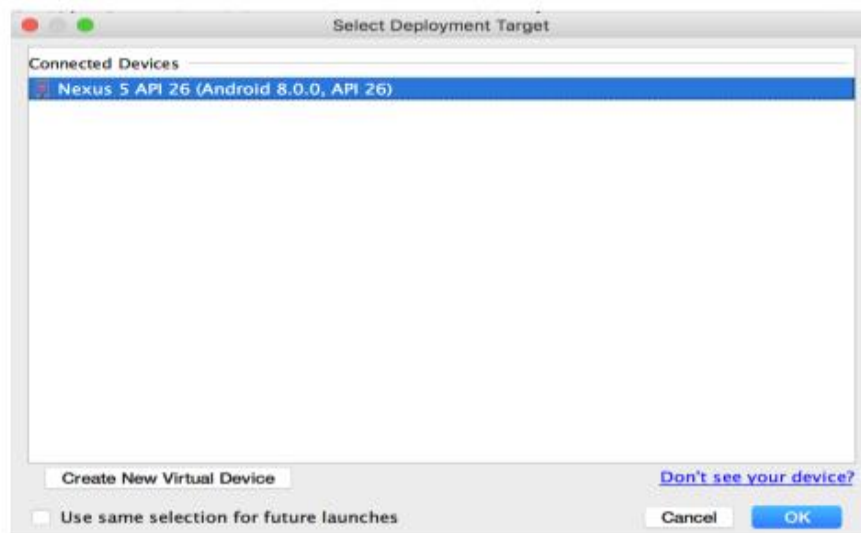 Select Deployment Target
Connected Devices
Nexus 5 API 26 (Android 8.0.0, API 26)
Create New Virtual Device
Don't see your device?
Use same selection for future launches
Cancel
OK